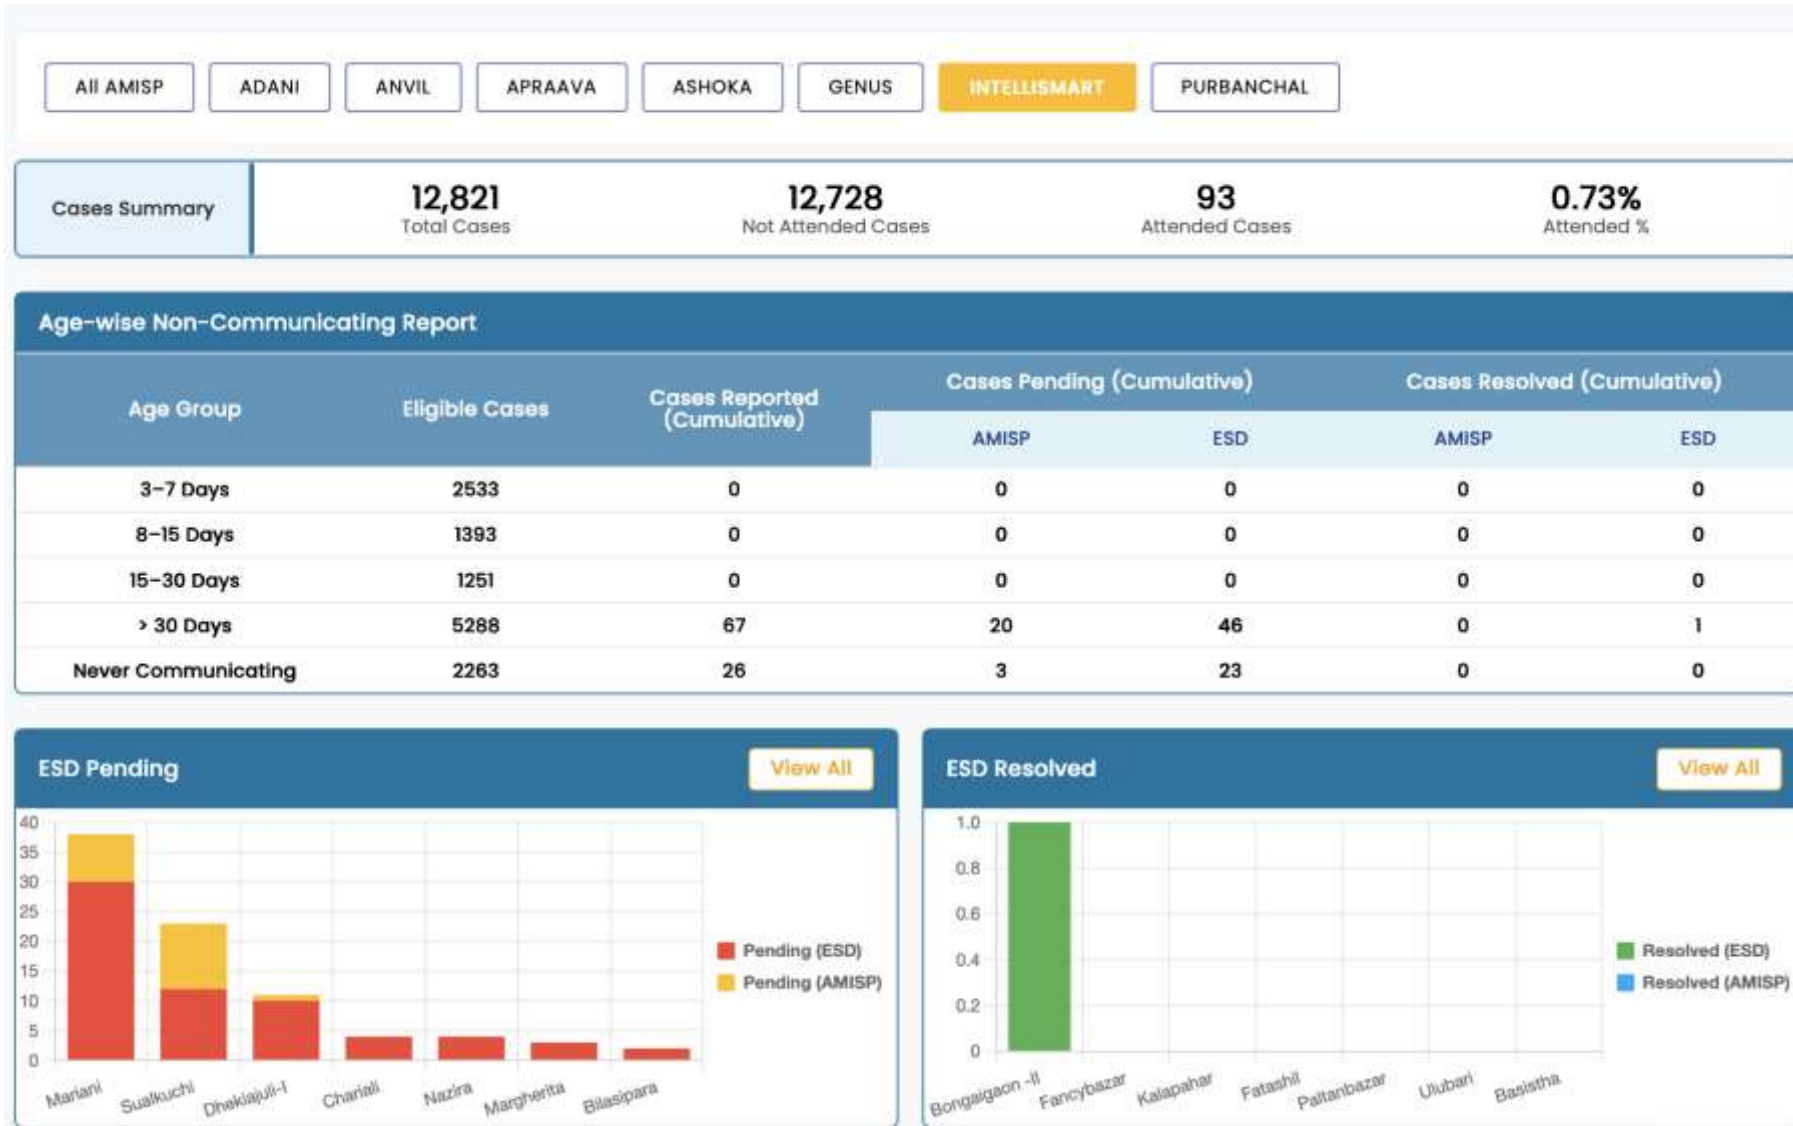 All AMISP ADANI ANVIL APRAAVA ASHOKA GENUS INTELLISMART PURBANCHAL
Cases Summary
12,821 12,728 93 0.73%
Total Cases Not Attended Cases Attended Cases Attended %
Age-wise Non-Communicating Report
Age Group Eligible Cases Cases Reported (Cumulative) Cases Pending (Cumulative) Cases Resolved (Cumulative)
AMISP ESD AMISP ESD
3-7 Days 2533 0 0 0 0 0
8-15 Days 1393 0 0 0 0 0
15-30 Days 1251 0 0 0 0 0
> 30 Days 5288 67 20 46 0 1
Never Communicating 2263 26 3 23 0 0
ESD Pending View All
40
35
30
25
20
15
10
5
0
Mariani Sualkuchi Dhekiajuli-I Chariali Nazira Margherita Bilasipara
Pending (ESD)
Pending (AMISP)
ESD Resolved View All
1.0
0.8
0.6
0.4
0.2
0
Bongaigaon -II Fancybazar Kalapahar Fatashil Paltanbazar Ulubari Basistha
Resolved (ESD)
Resolved (AMISP)